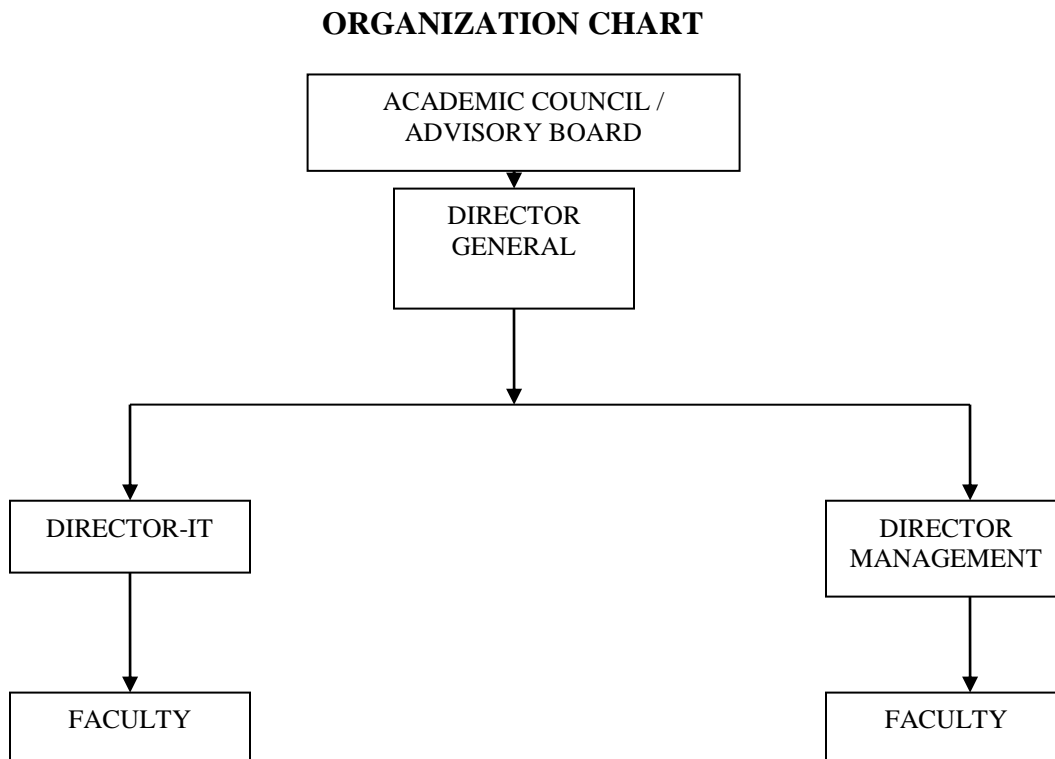 ORGANIZATION CHART
ACADEMIC COUNCIL /
ADVISORY BOARD
DIRECTOR
GENERAL
DIRECTOR-IT
DIRECTOR
MANAGEMENT
FACULTY
FACULTY